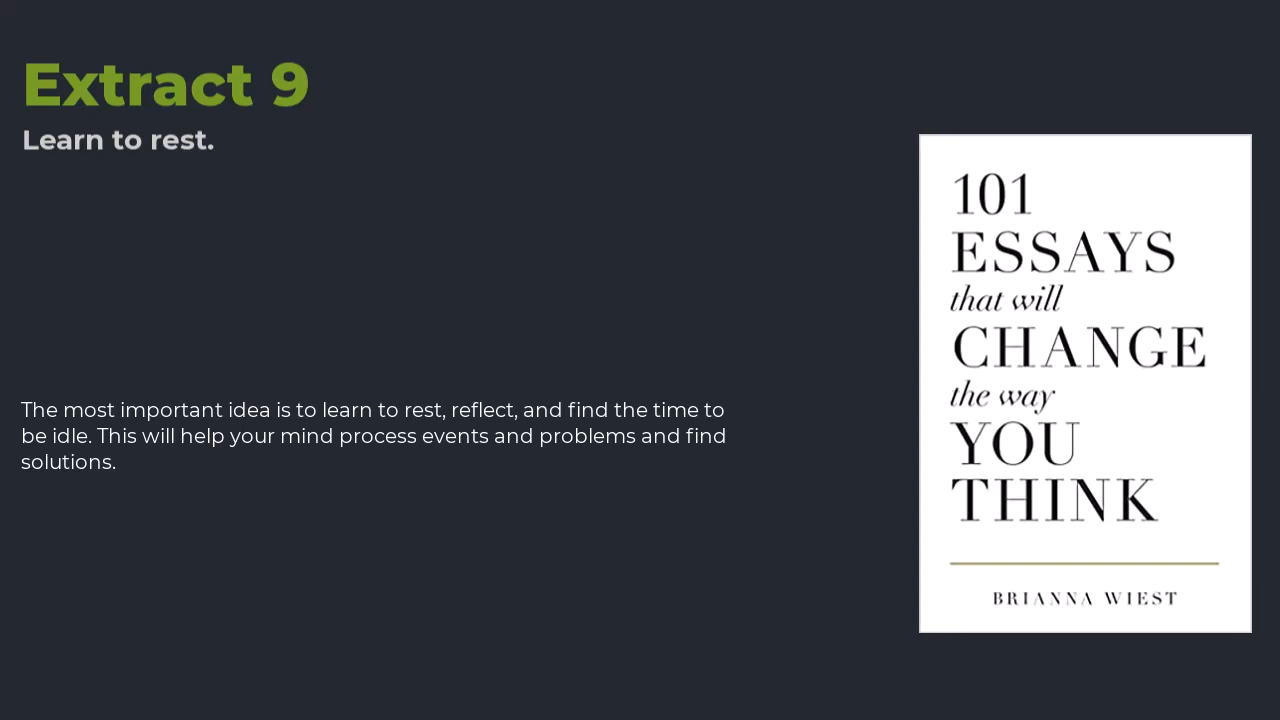 Extract 9
Learn to rest.
The most important idea is to learn to rest, reflect, and find the time to
be idle. This will help your mind process events and problems and find
solutions.
101
ESSAYS
that will
CHANGE
the way
YOU
THINK
BRIANNA WIEST